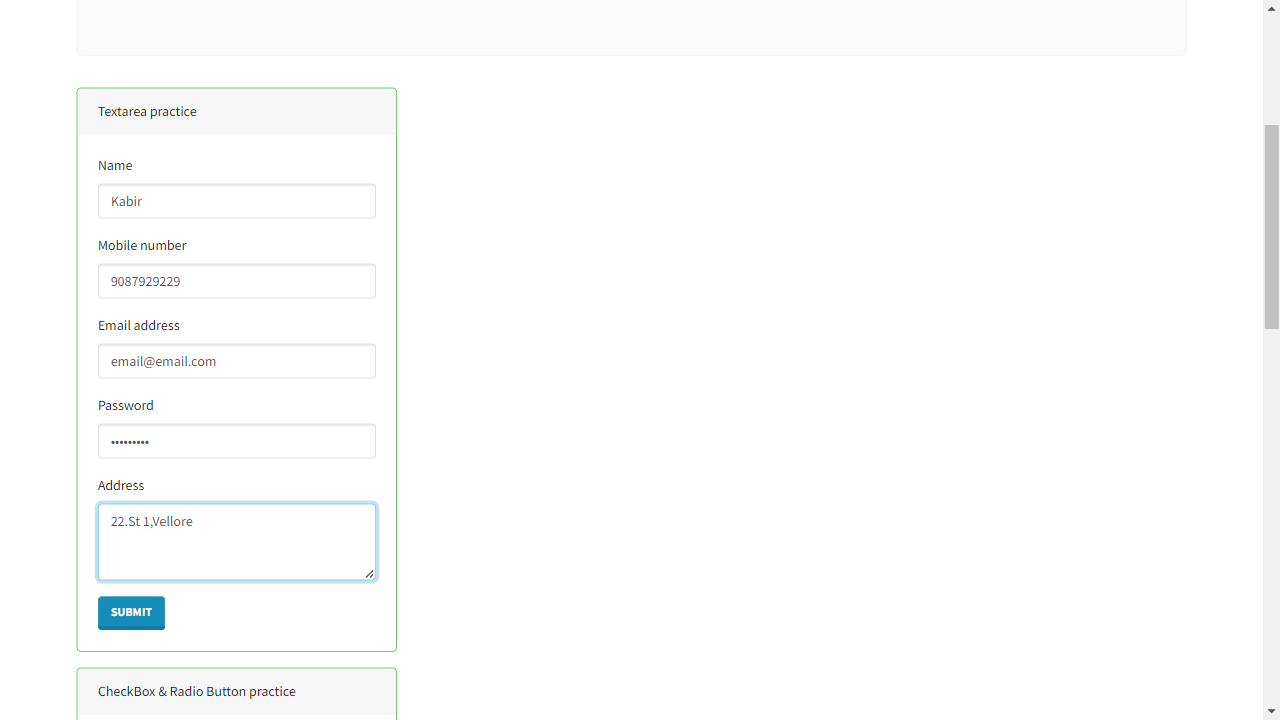 Textarea practice
Name
Kabir
Mobile number
9087929229
Email address
email@email.com
Password
•••••••••
Address
22.St 1,Vellore
SUBMIT
CheckBox & Radio Button practice